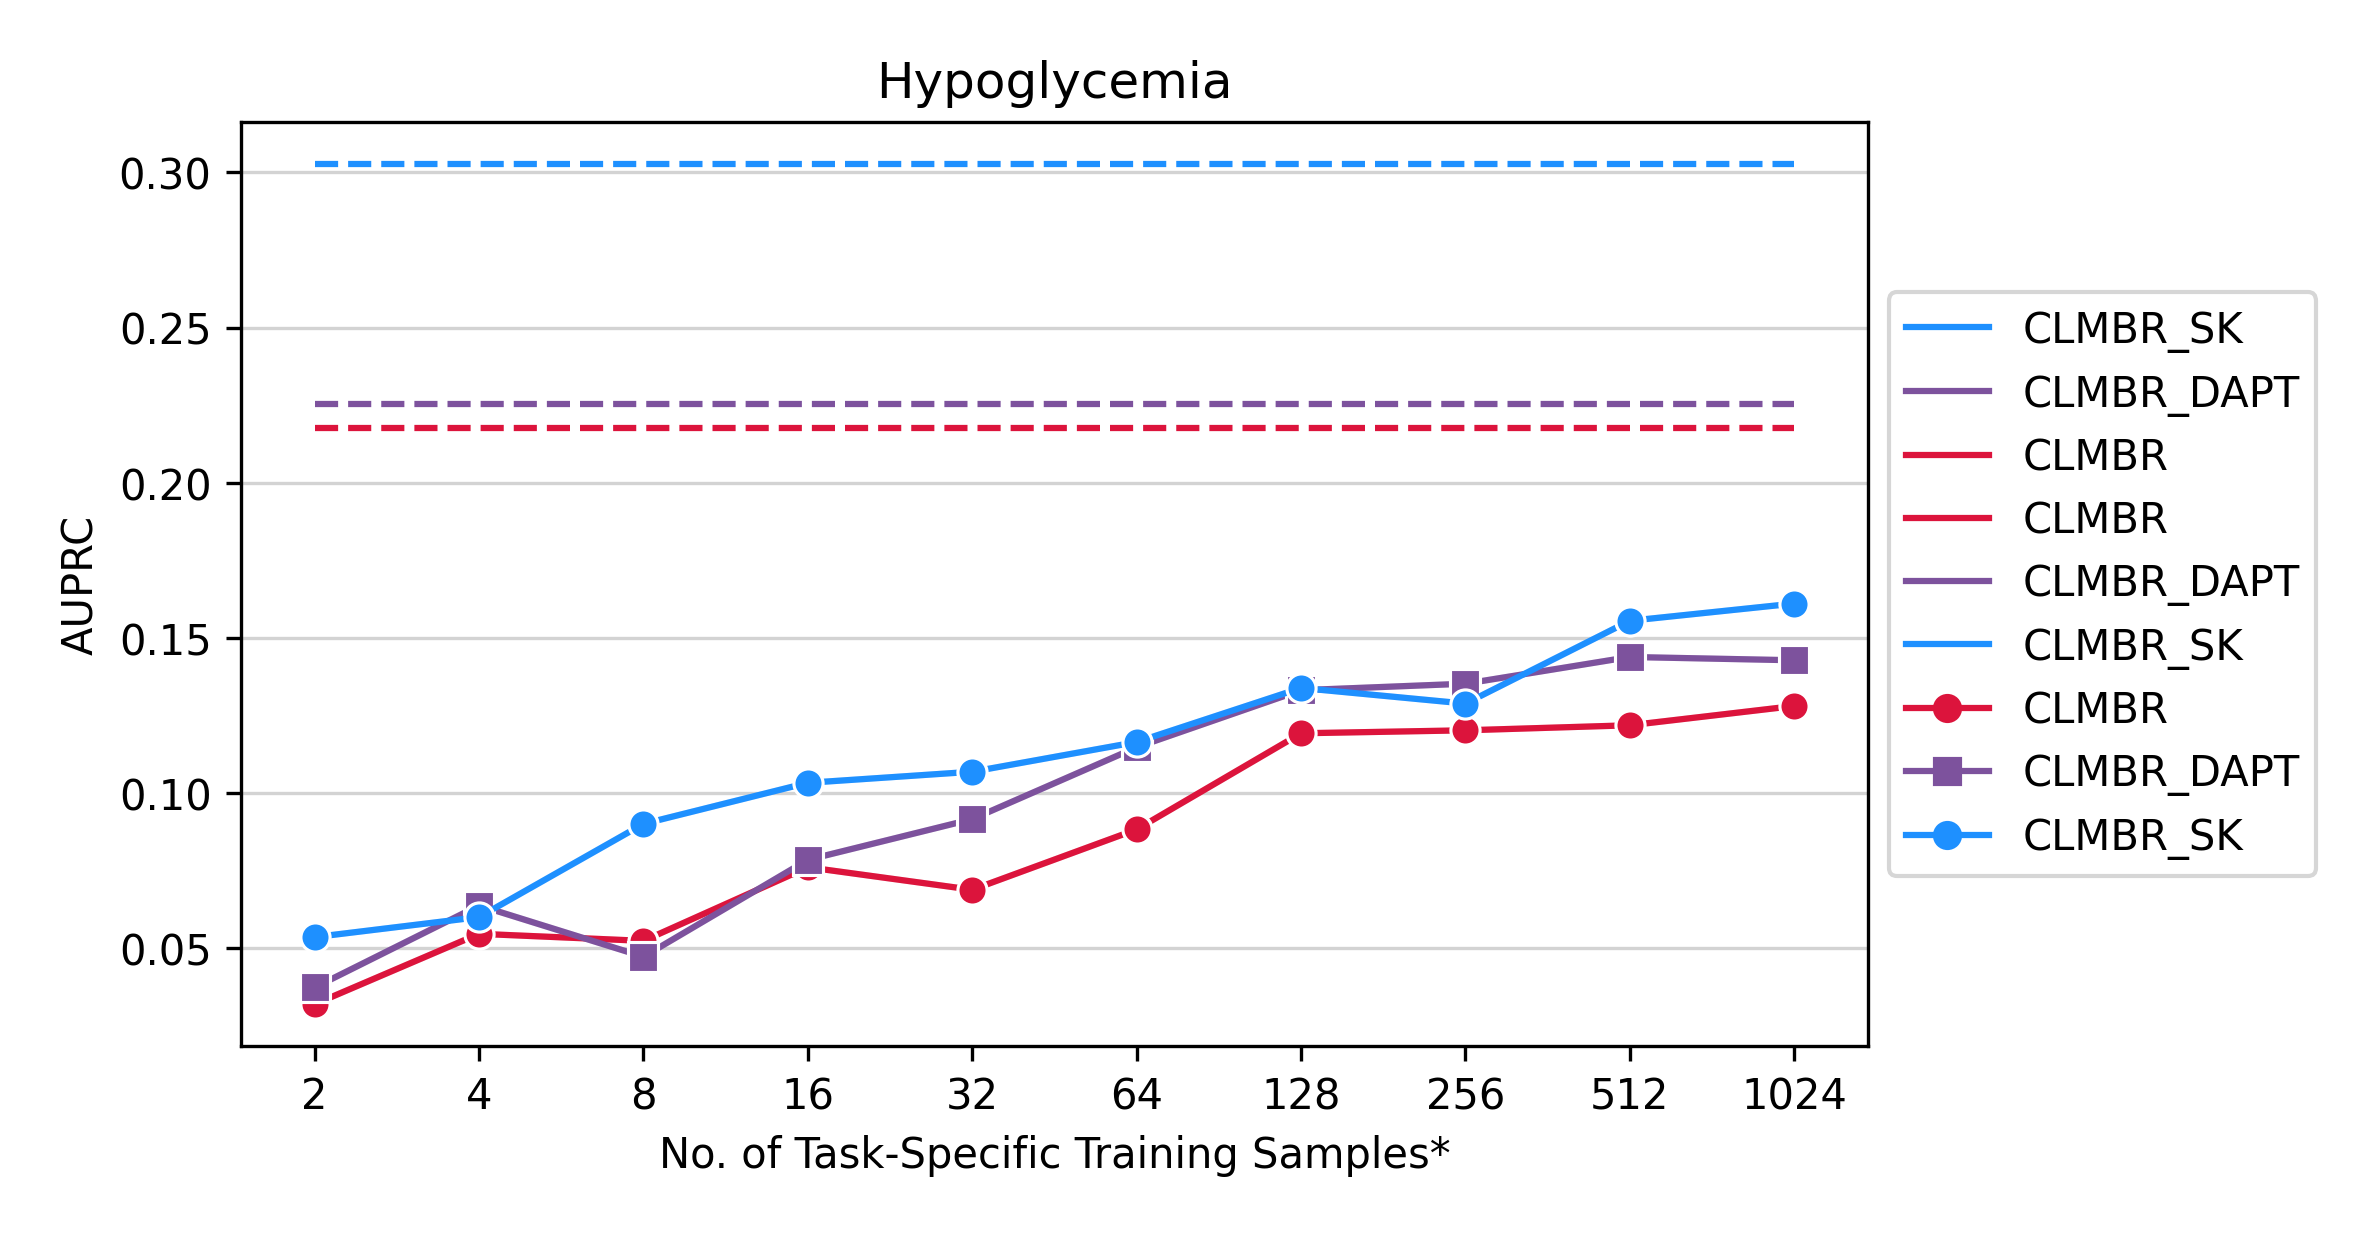 Hypoglycemia
0.30
0.25
0.20
0.15
0.10
0.05
AUPRC
2 4 8 16 32 64 128 256 512 1024
No. of Task-Specific Training Samples*
CLMBR_SK
CLMBR_DAPT
CLMBR
CLMBR
CLMBR_DAPT
CLMBR_SK
CLMBR
CLMBR_DAPT
CLMBR_SK